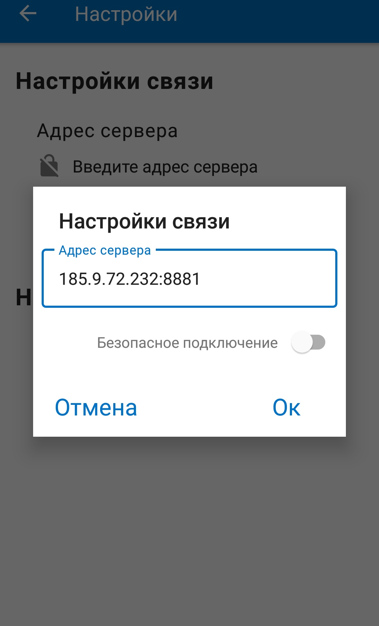 Настройки
Настройки связи
Адрес сервера
Введите адрес сервера
Настройки связи
Адрес сервера
185.9.72.232:8881
Н
Безопасное подключение
Отмена
Ок